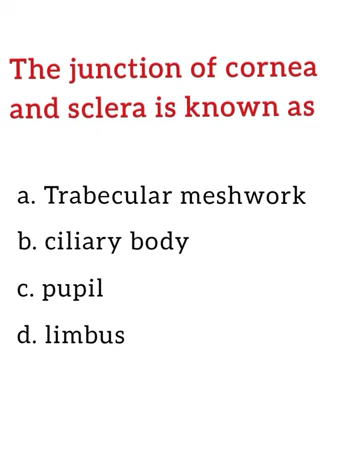 The junction of cornea
and sclera is known as
a. Trabecular meshwork
b. ciliary body
c. pupil
d. limbus